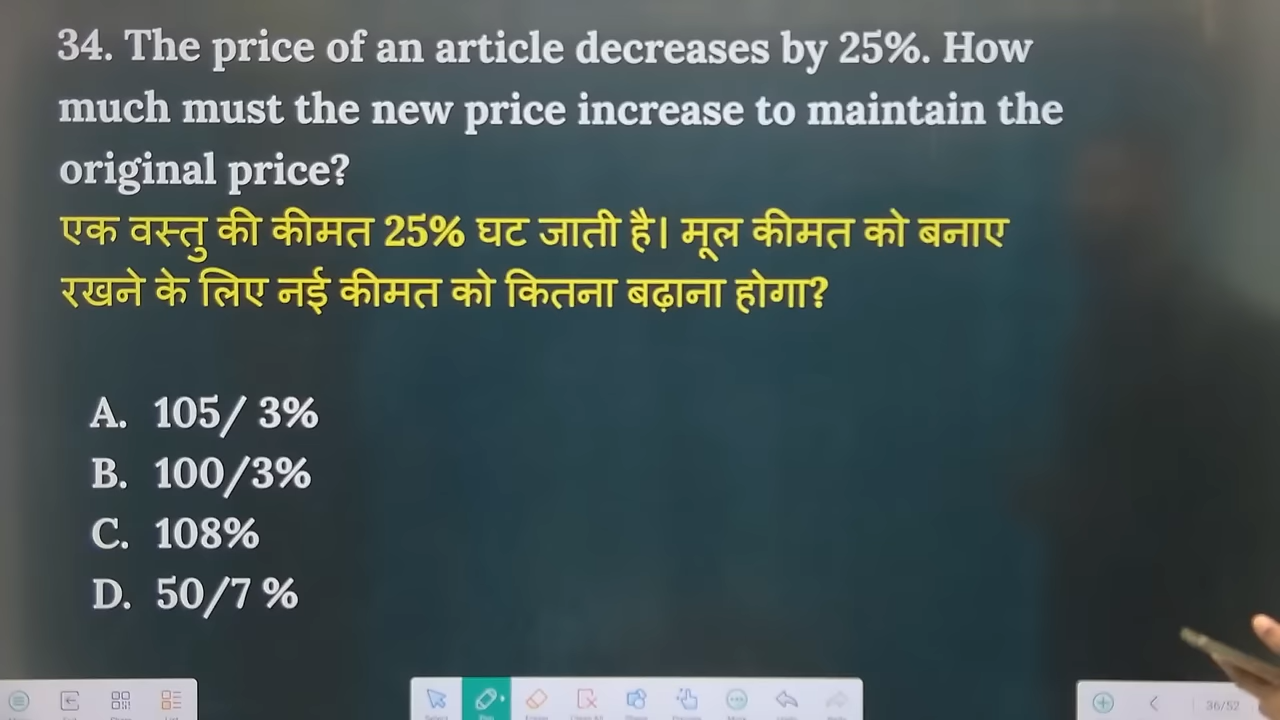 34. The price of an article decreases by 25%. How
much must the new price increase to maintain the
original price?
एक वस्तु की कीमत 25% घट जाती है। मूल कीमत को बनाए
रखने के लिए नई कीमत को कितना बढ़ाना होगा?
A. 105/ 3%
B. 100/3%
C. 108%
D. 50/7 %
36/52